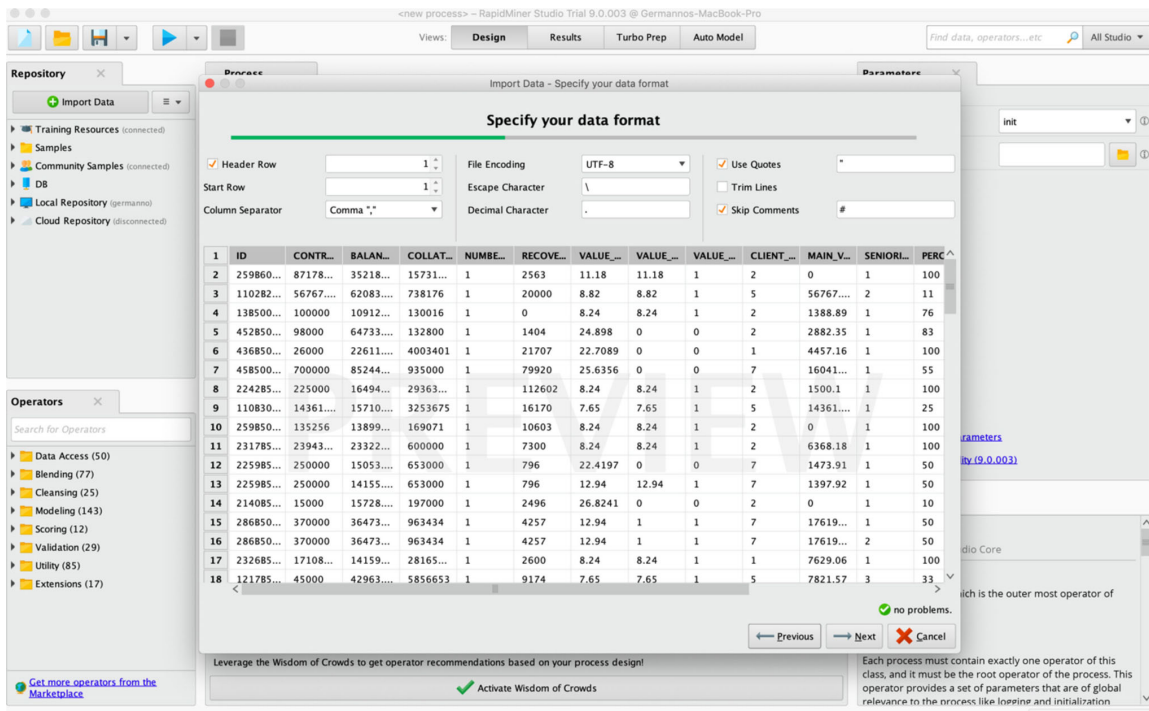 <new process> – RapidMiner Studio Trial 9.0.003 @ Germannos-MacBook-Pro
Views: Design Results Turbo Prep Auto Model
Find data, operators...etc All Studio
Repository
Import Data
Training Resources (connected)
Samples
Community Samples (connected)
DB
Local Repository (germanno)
Cloud Repository (disconnected)
Operators
Search for Operators
Data Access (50)
Blending (77)
Cleansing (25)
Modeling (143)
Scoring (12)
Validation (29)
Utility (85)
Extensions (17)
Get more operators from the
Marketplace
Process
Import Data - Specify your data format
Specify your data format
Header Row 1 File Encoding UTF-8 Use Quotes "
Start Row 1 Escape Character \ Trim Lines
Column Separator Comma "," Decimal Character . Skip Comments #
1 ID CONTR... BALAN... COLLAT... NUMBE... RECOVE... VALUE_... VALUE_... VALUE_... CLIENT_... MAIN_V... SENIORI... PERC
2 259B60... 87178... 35218... 15731... 1 2563 11.18 11.18 1 2 0 1 100
3 1102B2... 56767.... 62083.... 738176 1 20000 8.82 8.82 1 5 56767.... 2 11
4 13B500... 100000 10912... 130016 1 0 8.24 8.24 1 2 1388.89 1 76
5 452B50... 98000 64733.... 132800 1 1404 24.898 0 0 2 2882.35 1 83
6 436B50... 26000 22611.... 4003401 1 21707 22.7089 0 0 1 4457.16 1 100
7 45B500... 700000 85244... 935000 1 79920 25.6356 0 0 7 16041... 1 55
8 2242B5... 225000 16494... 29363... 1 112602 8.24 8.24 1 2 1500.1 1 100
9 110B30... 14361.... 15710... 3253675 1 16170 7.65 7.65 1 5 14361.... 1 25
10 259B50... 135256 13899... 169071 1 10603 8.24 8.24 1 2 0 1 100
11 2317B5... 23943... 23322... 600000 1 7300 8.24 8.24 1 2 6368.18 1 100
12 2259B5... 250000 15053... 653000 1 796 22.4197 0 0 7 1473.91 1 50
13 2259B5... 250000 14155... 653000 1 796 12.94 12.94 1 7 1397.92 1 50
14 2140B5... 15000 15728... 197000 1 2496 26.8241 0 0 2 0 1 10
15 286B50... 370000 36473... 963434 1 4257 12.94 1 1 7 17619... 1 50
16 286B50... 370000 36473... 963434 1 4257 12.94 1 1 7 17619... 2 50
17 2326B5... 17108... 14159... 28165... 1 2600 8.24 8.24 1 1 7629.06 1 100
18 1217B5... 45000 42963... 5856653 1 9174 7.65 7.65 1 5 7821.57 3 33
PREVIEW
no problems.
Previous Next Cancel
Leverage the Wisdom of Crowds to get operator recommendations based on your process design!
Activate Wisdom of Crowds
Parameters
init
rameters
ity (9.0.003)
dio Core
ich is the outer most operator of
Each process must contain exactly one operator of this
class, and it must be the root operator of the process. This
operator provides a set of parameters that are of global
relevance to the process like logging and initialization